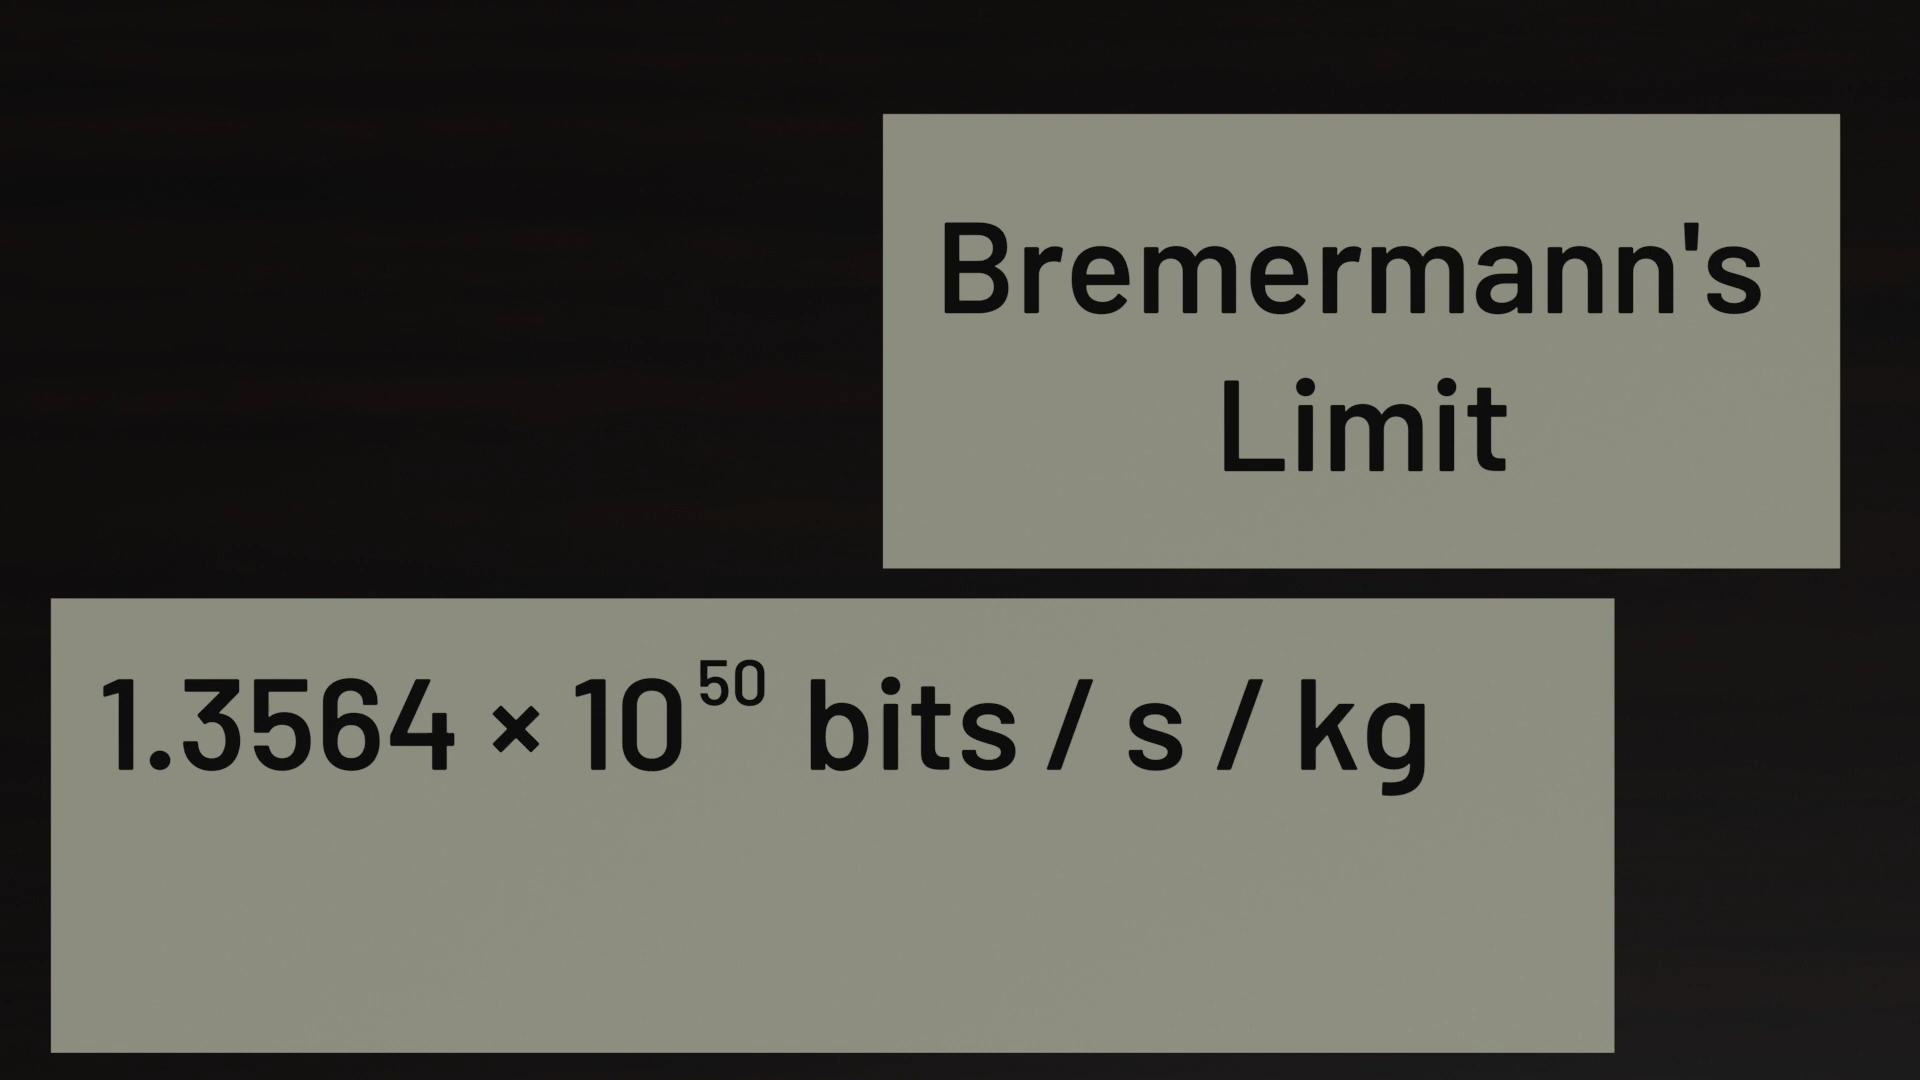 Bremermann's
Limit
1.3564 × 10⁵⁰ bits / s / kg